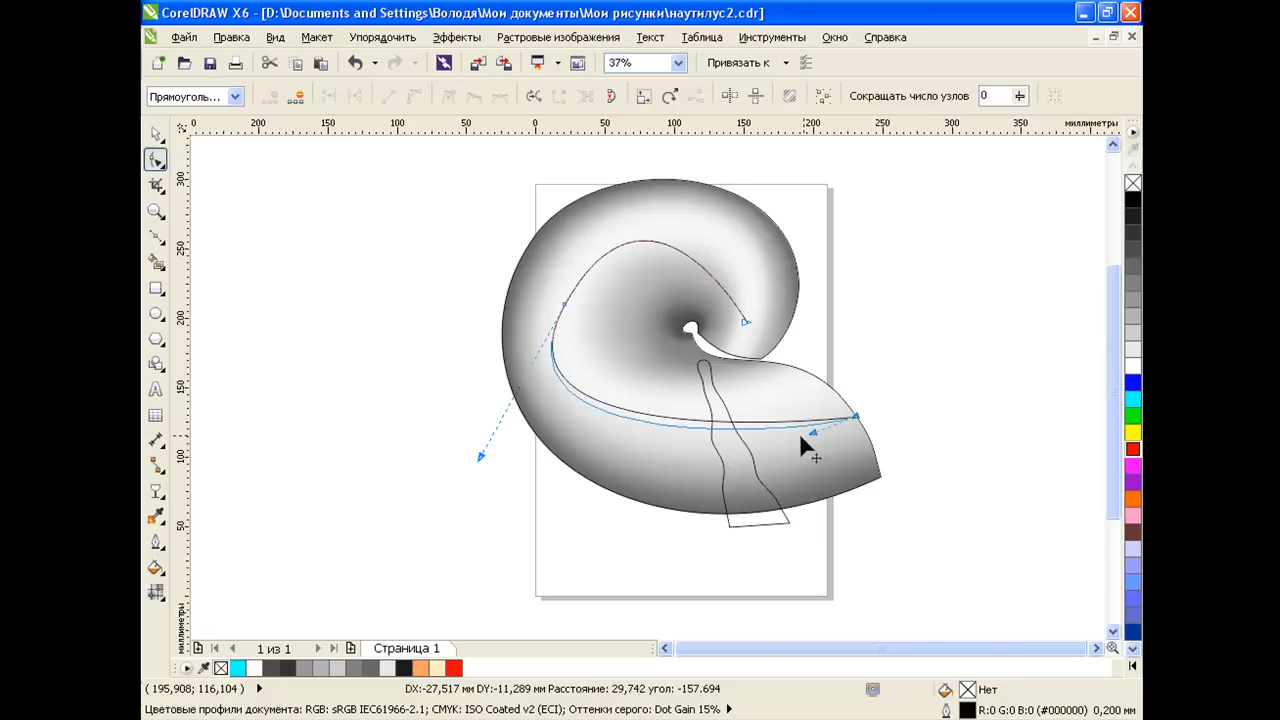 CorelDRAW X6 - [D:\Documents and Settings\Володя\Мои документы\Мои рисунки\наутилус2.cdr]
Файл Правка Вид Макет Упорядочить Эффекты Растровые изображения Текст Таблица Инструменты Окно Справка
37% Привязать к
Прямоуголь... Сокращать число узлов 0
0 200 150 100 50 0 50 100 150 200 250 300 350 миллиметры
300
250
200
150
100
50
миллиметры
1 из 1 Страница 1
( 195,908; 116,104 ) DX:-27,517 мм DY:-11,289 мм Расстояние: 29,742 угол: -157.694 Нет
Цветовые профили документа: RGB: sRGB IEC61966-2.1; CMYK: ISO Coated v2 (ECI); Оттенки серого: Dot Gain 15% R:0 G:0 B:0 (#000000) 0,200 мм